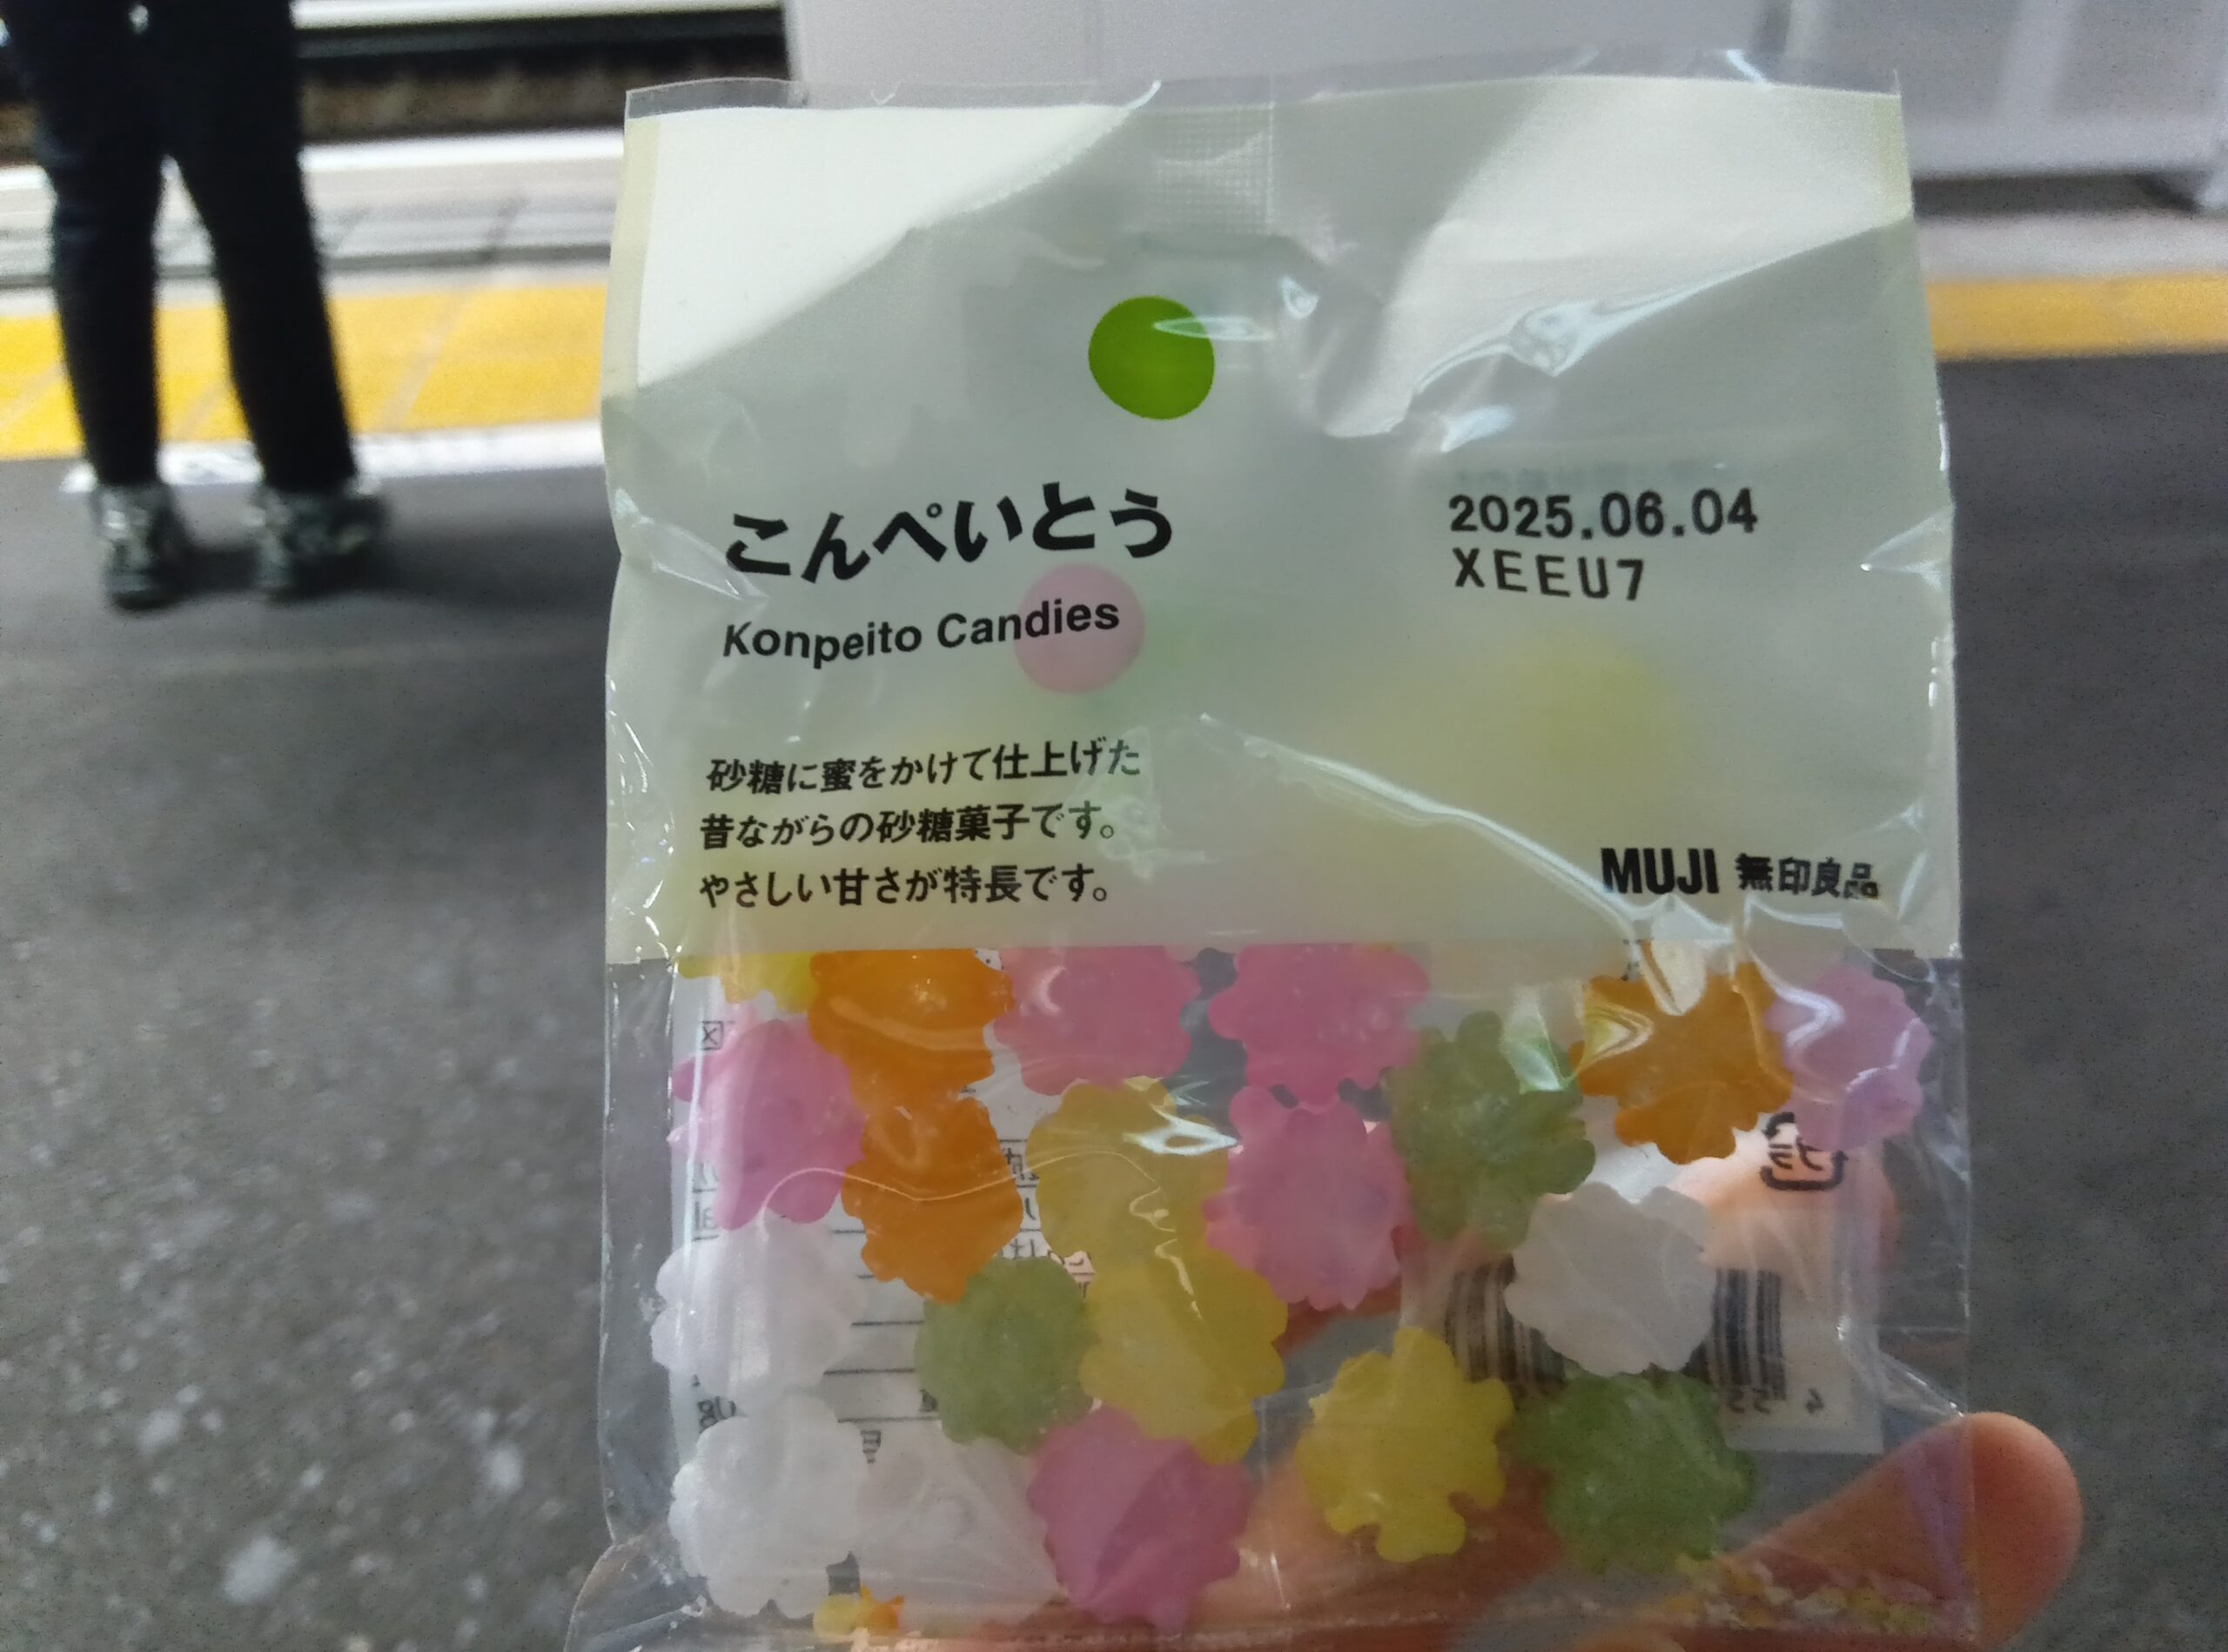 こんぺいとう
Konpeito Candies
2025.06.04
XEEU7
砂糖に蜜をかけて仕上げた
昔ながらの砂糖菓子です。
やさしい甘さが特長です。
MUJI 無印良品
プラ